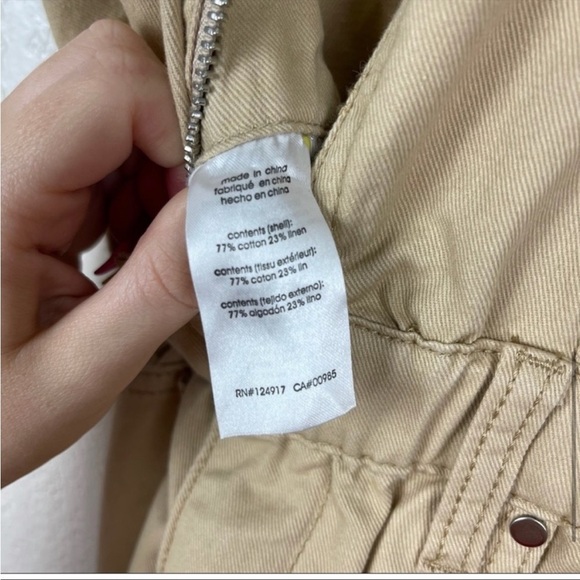 made in china
fabriqué en china
hecho en china
contents (shell):
77% cotton 23% linen
contents (tissu extérieur):
77% coton 23% lin
contents (tejido externo):
77% algodón 23% lino
RN#124917 CA#00985